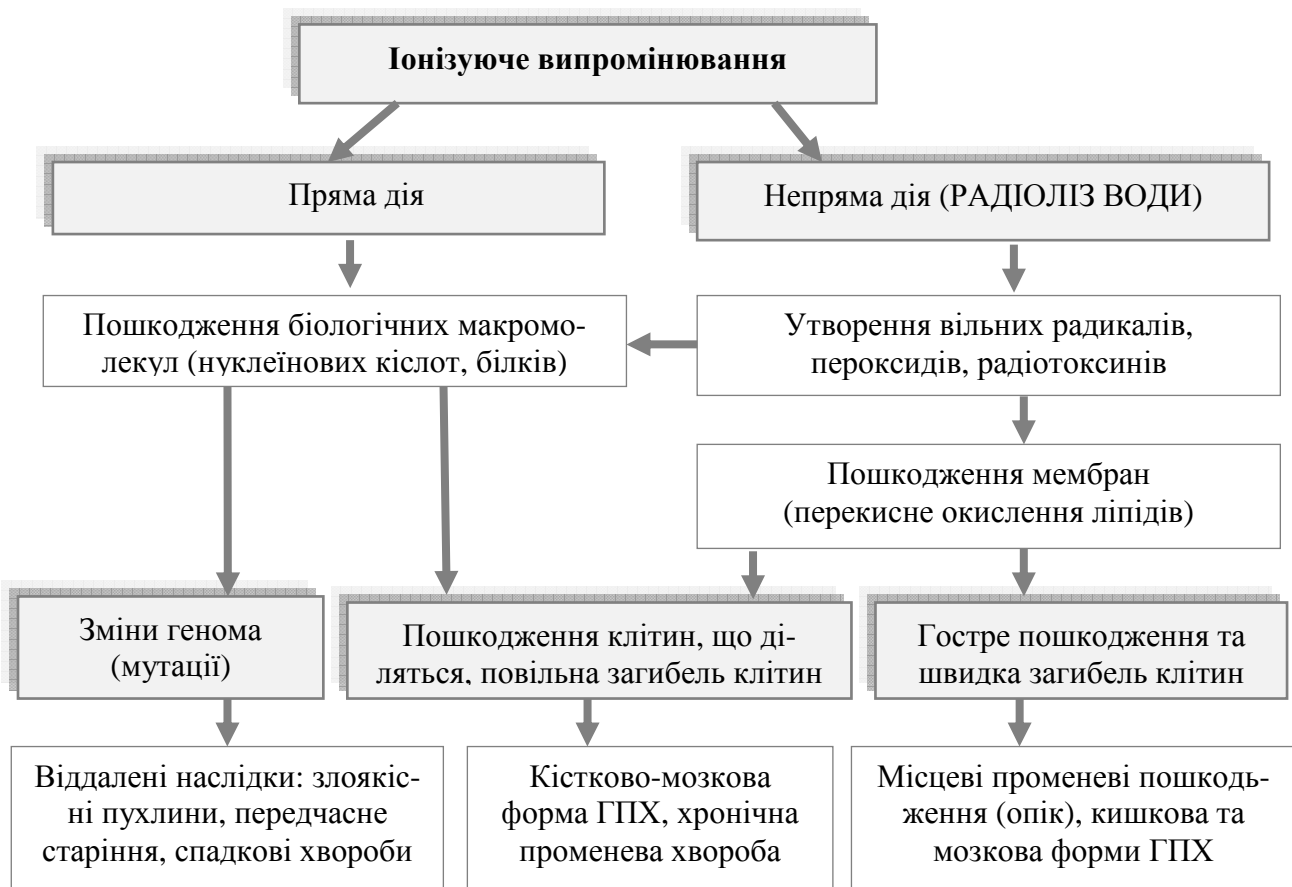 Іонізуюче випромінювання
Пряма дія
Непряма дія (РАДІОЛІЗ ВОДИ)
Пошкодження біологічних макромо-
лекул (нуклеїнових кіслот, білків)
Утворення вільних радикалів,
пероксидів, радіотоксинів
Пошкодження мембран
(перекисне окислення ліпідів)
Зміни генома
(мутації)
Пошкодження клітин, що ді-
ляться, повільна загибель клітин
Гостре пошкодження та
швидка загибель клітин
Віддалені наслідки: злоякіс-
ні пухлини, передчасне
старіння, спадкові хвороби
Кістково-мозкова
форма ГПХ, хронічна
променева хвороба
Місцеві променеві пошкодь-
ження (опік), кишкова та
мозкова форми ГПХ